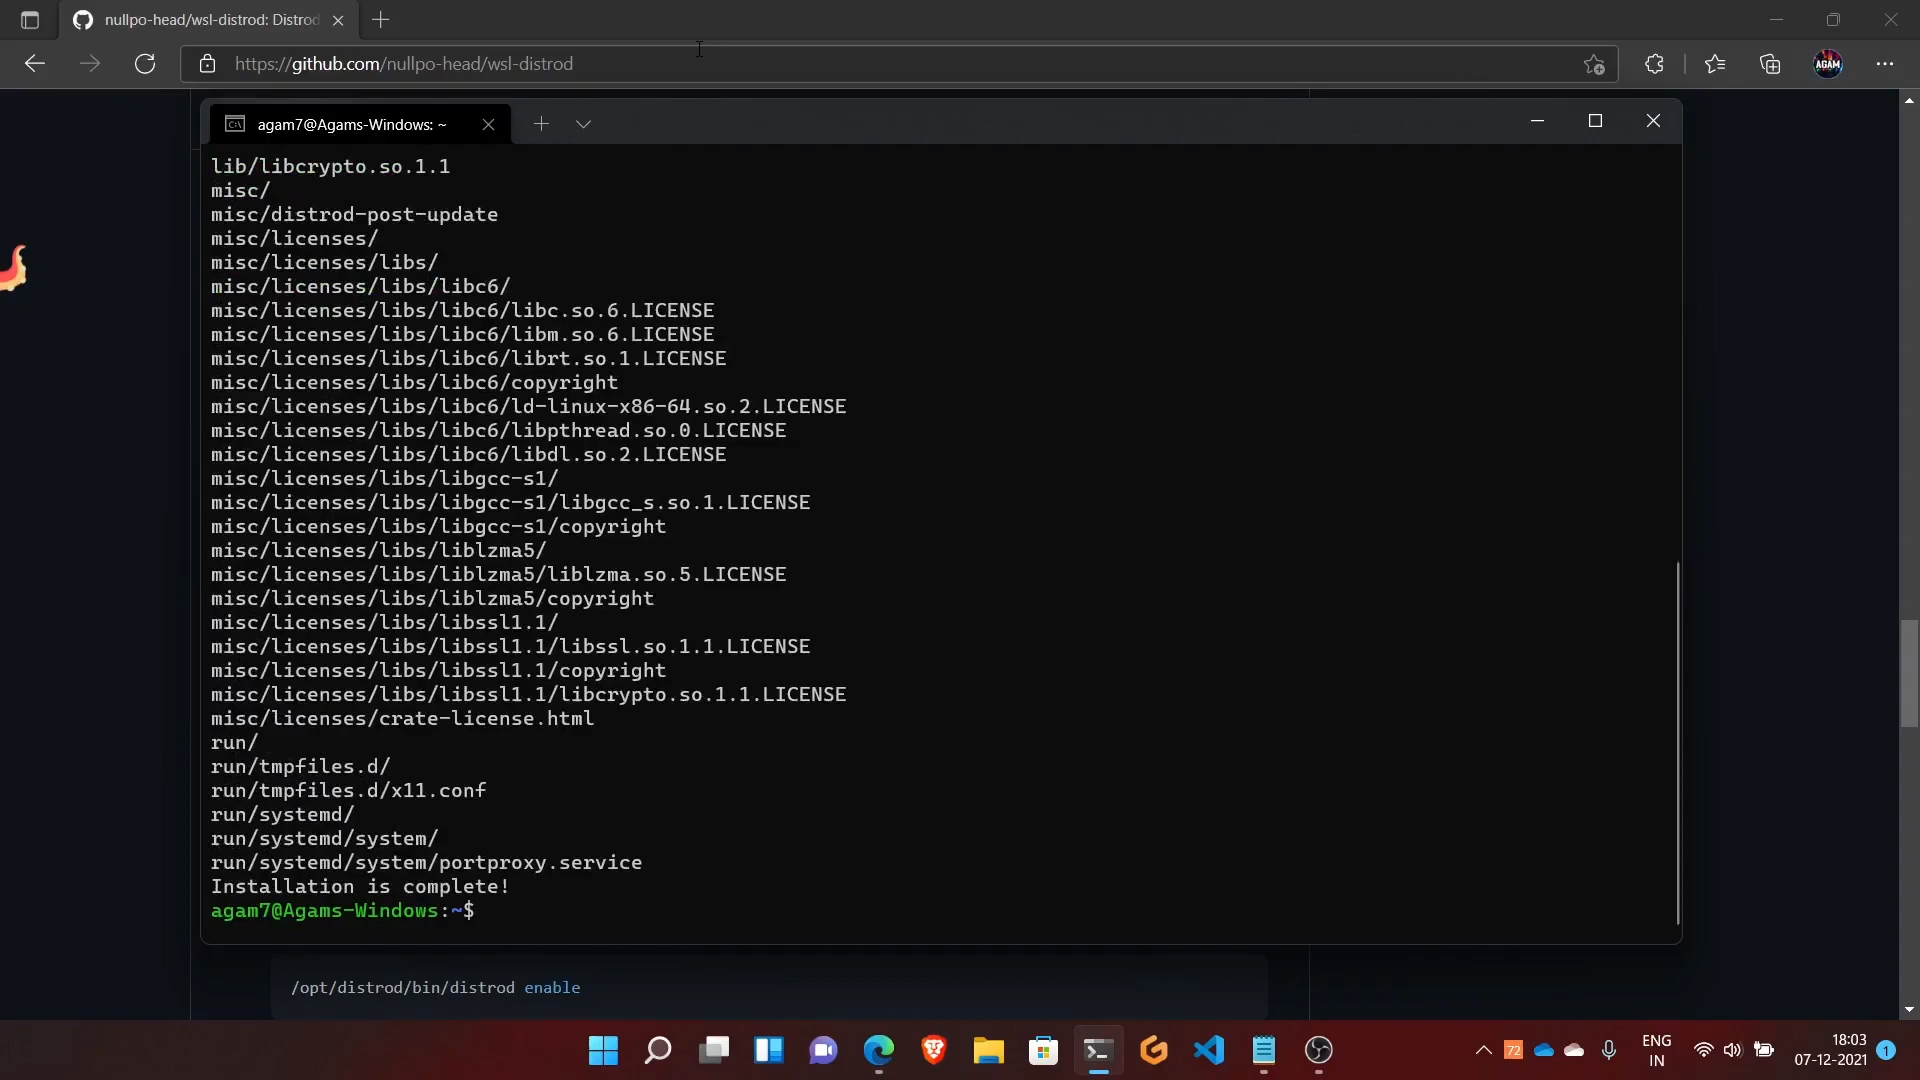 nullpo-head/wsl-distrod: Distrod
https://github.com/nullpo-head/wsl-distrod
AGAM
agam7@Agams-Windows: ~
lib/libcrypto.so.1.1
misc/
misc/distrod-post-update
misc/licenses/
misc/licenses/libs/
misc/licenses/libs/libc6/
misc/licenses/libs/libc6/libc.so.6.LICENSE
misc/licenses/libs/libc6/libm.so.6.LICENSE
misc/licenses/libs/libc6/librt.so.1.LICENSE
misc/licenses/libs/libc6/copyright
misc/licenses/libs/libc6/ld-linux-x86-64.so.2.LICENSE
misc/licenses/libs/libc6/libpthread.so.0.LICENSE
misc/licenses/libs/libc6/libdl.so.2.LICENSE
misc/licenses/libs/libgcc-s1/
misc/licenses/libs/libgcc-s1/libgcc_s.so.1.LICENSE
misc/licenses/libs/libgcc-s1/copyright
misc/licenses/libs/liblzma5/
misc/licenses/libs/liblzma5/liblzma.so.5.LICENSE
misc/licenses/libs/liblzma5/copyright
misc/licenses/libs/libssl1.1/
misc/licenses/libs/libssl1.1/libssl.so.1.1.LICENSE
misc/licenses/libs/libssl1.1/copyright
misc/licenses/libs/libssl1.1/libcrypto.so.1.1.LICENSE
misc/licenses/crate-license.html
run/
run/tmpfiles.d/
run/tmpfiles.d/x11.conf
run/systemd/
run/systemd/system/
run/systemd/system/portproxy.service
Installation is complete!
agam7@Agams-Windows:~$
/opt/distrod/bin/distrod enable
72
ENG
IN
18:03
07-12-2021
1